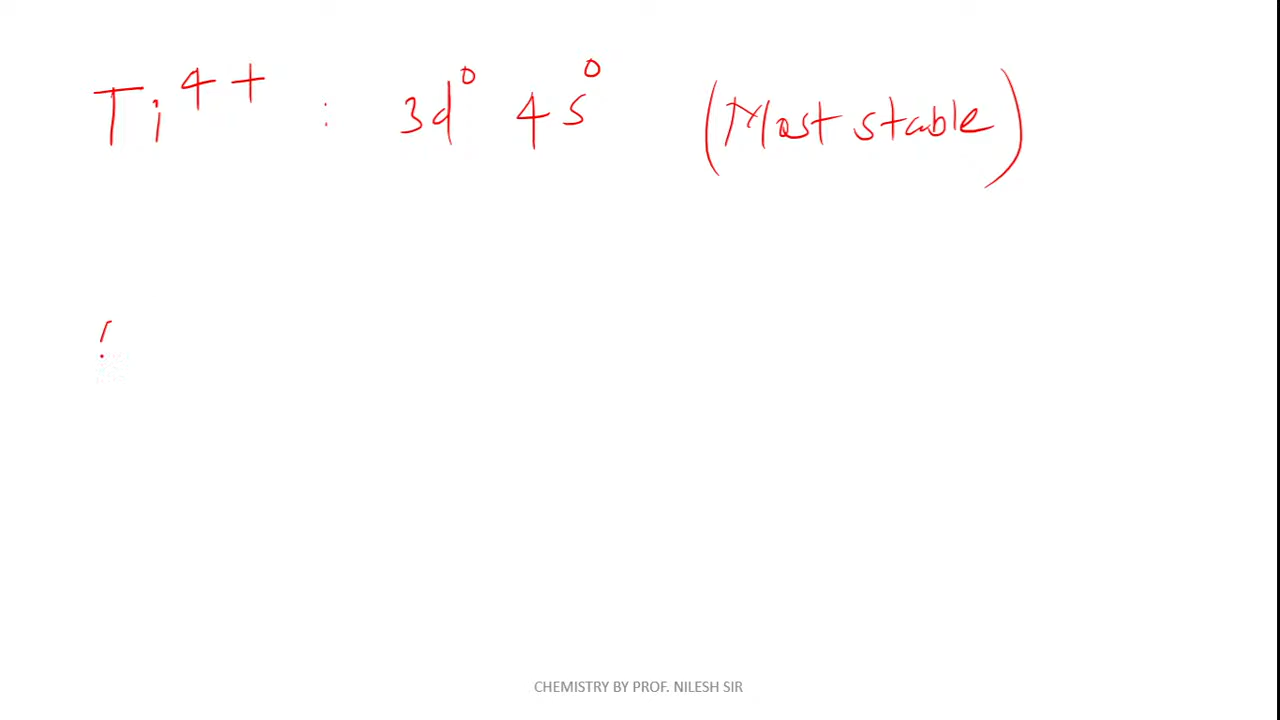 Ti⁴⁺ : 3d⁰ 4s⁰ (Most stable)
CHEMISTRY BY PROF. NILESH SIR